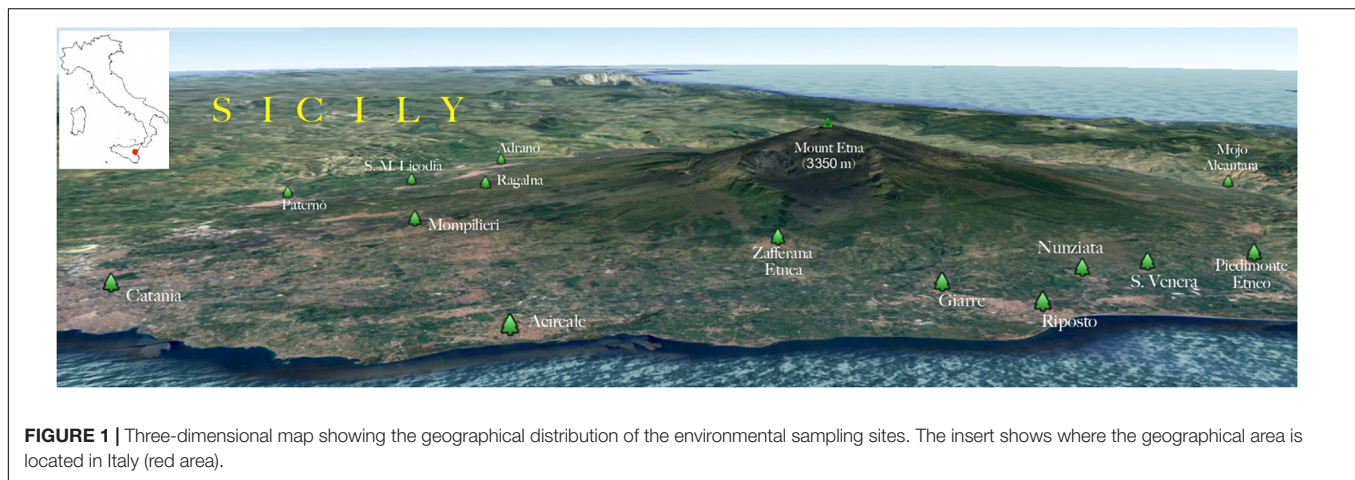 S I C I L Y
Adrano
S. M. Licodia
Ragalna
Paternò
Mompilieri
Catania
Acireale
Mount Etna
(3350 m)
Zafferana
Etnea
Mojo
Alcantara
Nunziata
S. Venera
Piedimonte
Etneo
Giarre
Riposto
FIGURE 1 | Three-dimensional map showing the geographical distribution of the environmental sampling sites. The insert shows where the geographical area is
located in Italy (red area).